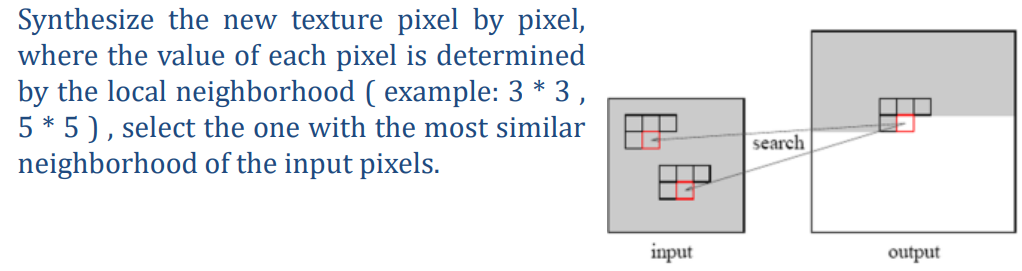 Synthesize the new texture pixel by pixel,
where the value of each pixel is determined
by the local neighborhood ( example: 3 * 3 ,
5 * 5 ) , select the one with the most similar
neighborhood of the input pixels.
search
input
output